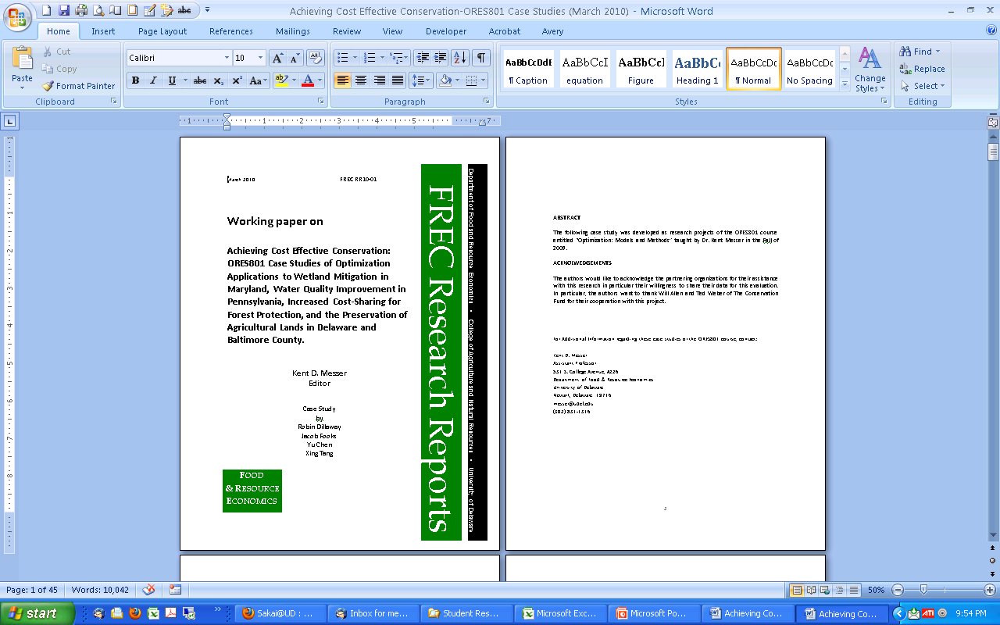 Achieving Cost Effective Conservation-ORES801 Case Studies (March 2010) - Microsoft Word
Home Insert Page Layout References Mailings Review View Developer Acrobat Avery
Paste
Cut
Copy
Format Painter
Clipboard
Calibri 10
Font
Paragraph
AaBbCcDdE AaBbCcI AaBbCcI AaBbCc AaBbCcDc AaBbCcDc
¶ Caption equation Figure Heading 1 ¶ Normal No Spacing
Change
Styles
Styles
Find
Replace
Select
Editing
March 2010 FREC RR10-01
Working paper on
Achieving Cost Effective Conservation:
ORES801 Case Studies of Optimization
Applications to Wetland Mitigation in
Maryland, Water Quality Improvement in
Pennsylvania, Increased Cost-Sharing for
Forest Protection, and the Preservation of
Agricultural Lands in Delaware and
Baltimore County.
Kent D. Messer
Editor
Case Study
by
Robin Dillaway
Jacob Fooks
Yu Chen
Xing Tang
FOOD
& RESOURCE
ECONOMICS
FREC Research Reports
Department of Food and Resource Economics • College of Agriculture and Natural Resources • University of Delaware
ABSTRACT
The following case study was developed as research projects of the ORES801 course
entitled "Optimization: Models and Methods" taught by Dr. Kent Messer in the Fall of
2009.
ACKNOLWEDGEMENTS
The authors would like to acknowledge the partnering organizations for their assistance
with this research in particular their willingness to share their data for this evaluation.
In particular, the authors want to thank Will Allen and Ted Weber of The Conservation
Fund for their cooperation with this project.
For Additional Information regarding these case studies or the ORES801 course, contact:
Kent D. Messer
Assistant Professor
531 S. College Avenue, A226
Department of Food & Resource Economics
University of Delaware
Newark, Delaware 19716
messer@udel.edu
(302) 831-1316
2
Page: 1 of 45 Words: 10,042 50%
start Sakai@UD : ... Inbox for me... Student Res... Microsoft Exc... Microsoft Po... Achieving Co... Achieving Co... ATI 9:54 PM